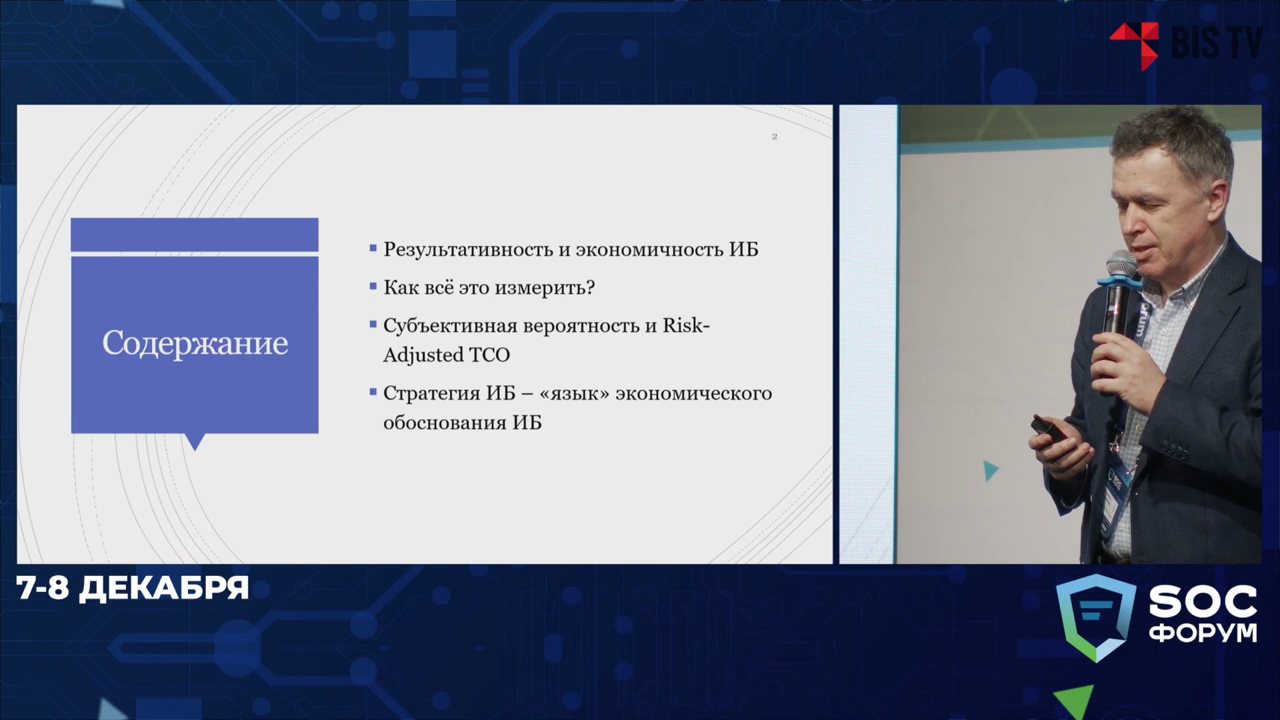 BIS TV
2
Содержание
Результативность и экономичность ИБ
Как всё это измерить?
Субъективная вероятность и Risk-
Adjusted TCO
Стратегия ИБ – «язык» экономического
обоснования ИБ
7-8 ДЕКАБРЯ
SOC
ФОРУМ